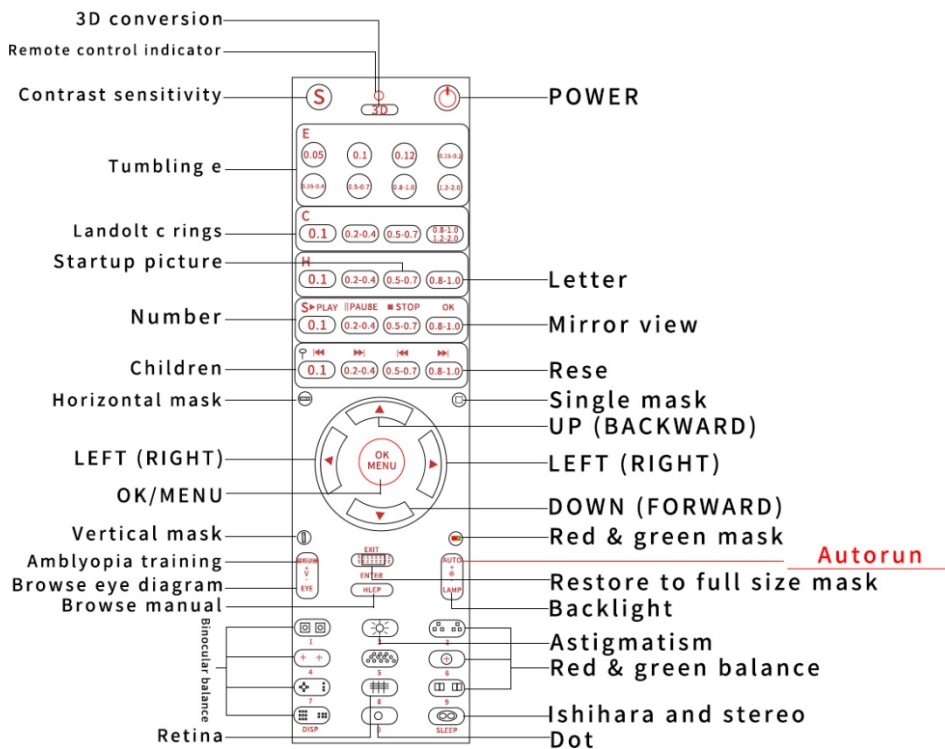 3D conversion
Remote control indicator
Contrast sensitivity
S
3D
POWER
E
0.05 0.1 0.12 0.15-0.2
Tumbling e
0.25-0.4 0.5-0.7 0.8-1.0 1.2-2.0
C
Landolt c rings
0.1 0.2-0.4 0.5-0.7 0.8-1.0
1.2-2.0
Startup picture
H
0.1 0.2-0.4 0.5-0.7 0.8-1.0
Letter
S PLAY PAU8E STOP OK
Number
0.1 0.2-0.4 0.5-0.7 0.8-1.0
Mirror view
Children
0.1 0.2-0.4 0.5-0.7 0.8-1.0
Rese
Horizontal mask
Single mask
UP (BACKWARD)
LEFT (RIGHT)
OK
MENU
LEFT (RIGHT)
OK/MENU
DOWN (FORWARD)
Vertical mask
Red & green mask
EXIT
Amblyopia training
AUTO
Autorun
ENTER
Browse eye diagram
EYE
HLEP
LAMP
Restore to full size mask
Browse manual
Backlight
Binocular balance
1 3
Astigmatism
4 5 6
Red & green balance
7 8 9
Ishihara and stereo
DISP SLEEP
Retina
Dot